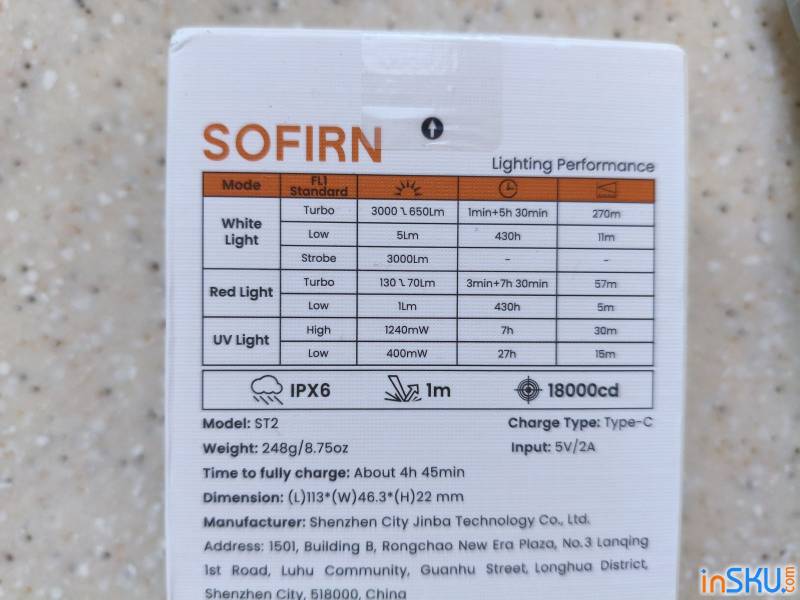 SOFIRN
Lighting Performance
Mode FL1 Standard
White Light
Turbo 3000 ℩ 650Lm 1min+5h 30min 270m
Low 5Lm 430h 11m
Strobe 3000Lm - -
Red Light
Turbo 130 ℩ 70Lm 3min+7h 30min 57m
Low 1Lm 430h 5m
UV Light
High 1240mW 7h 30m
Low 400mW 27h 15m
IPX6 1m 18000cd
Model: ST2 Charge Type: Type-C
Weight: 248g/8.75oz Input: 5V/2A
Time to fully charge: About 4h 45min
Dimension: (L)113*(W)46.3*(H)22 mm
Manufacturer: Shenzhen City Jinba Technology Co., Ltd.
Address: 1501, Building B, Rongchao New Era Plaza, No.3 Lanqing
1st Road, Luhu Community, Guanhu Street, Longhua District,
Shenzhen City, 518000, China
inSKU.com